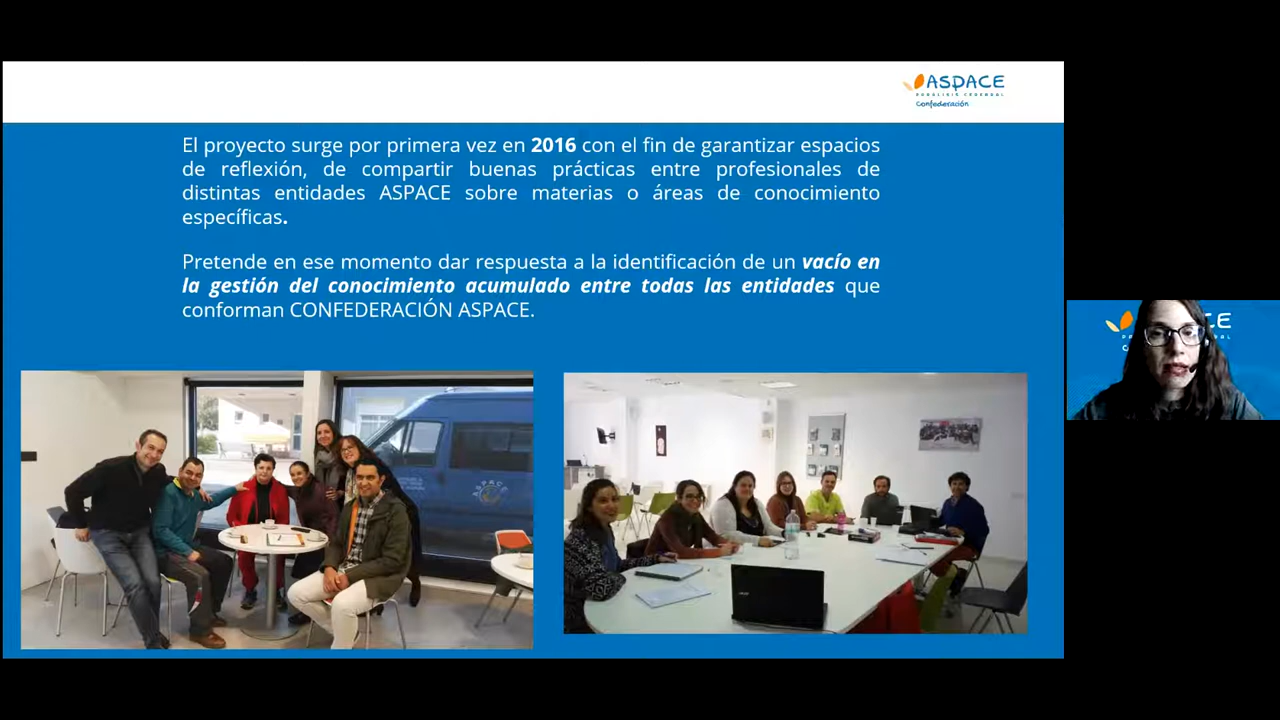 ASPACE
PARÁLISIS CEREBRAL
Confederación
El proyecto surge por primera vez en 2016 con el fin de garantizar espacios
de reflexión, de compartir buenas prácticas entre profesionales de
distintas entidades ASPACE sobre materias o áreas de conocimiento
específicas.
Pretende en ese momento dar respuesta a la identificación de un vacío en
la gestión del conocimiento acumulado entre todas las entidades que
conforman CONFEDERACIÓN ASPACE.
ASPACE